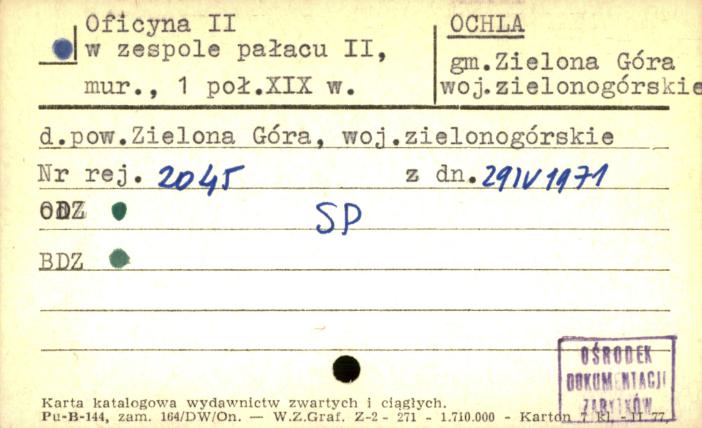 Oficyna II
w zespole pałacu II,
mur., 1 poł.XIX w.
OCHLA
gm.Zielona Góra
woj.zielonogórskie
d.pow.Zielona Góra, woj.zielonogórskie
Nr rej. 2045 z dn. 29 IV 1971
ODZ
SP
BDZ
OŚRODEK
DOKUMENTACJI
ZABYTKÓW
Karta katalogowa wydawnictw zwartych i ciągłych.
Pu-B-144, zam. 164/DW/On. — W.Z.Graf. Z-2 - 271 - 1.710.000 - Karton 7 kl. - II 77.